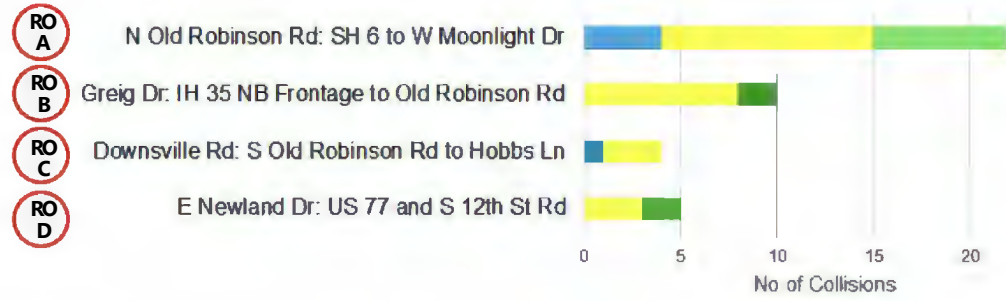 RO
A
N Old Robinson Rd: SH 6 to W Moonlight Dr
RO
B
Greig Dr: IH 35 NB Frontage to Old Robinson Rd
RO
C
Downsville Rd: S Old Robinson Rd to Hobbs Ln
RO
D
E Newland Dr: US 77 and S 12th St Rd
0 5 10 15 20
No of Collisions